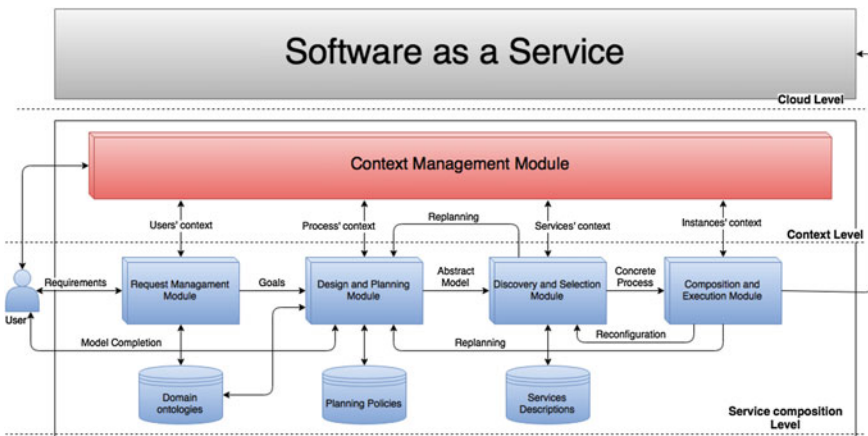 Software as a Service
Cloud Level
Context Management Module
Users' context
Process' context
Replanning
Services' context
Instances' context
Context Level
Requirements
Request Management
Module
Goals
Design and Planning
Module
Abstract
Model
Discovery and Selection
Module
Concrete
Process
Composition and
Execution Module
User
Model Completion
Replanning
Reconfiguration
Domain
ontologies
Planning Policies
Services
Descriptions
Service composition
Level